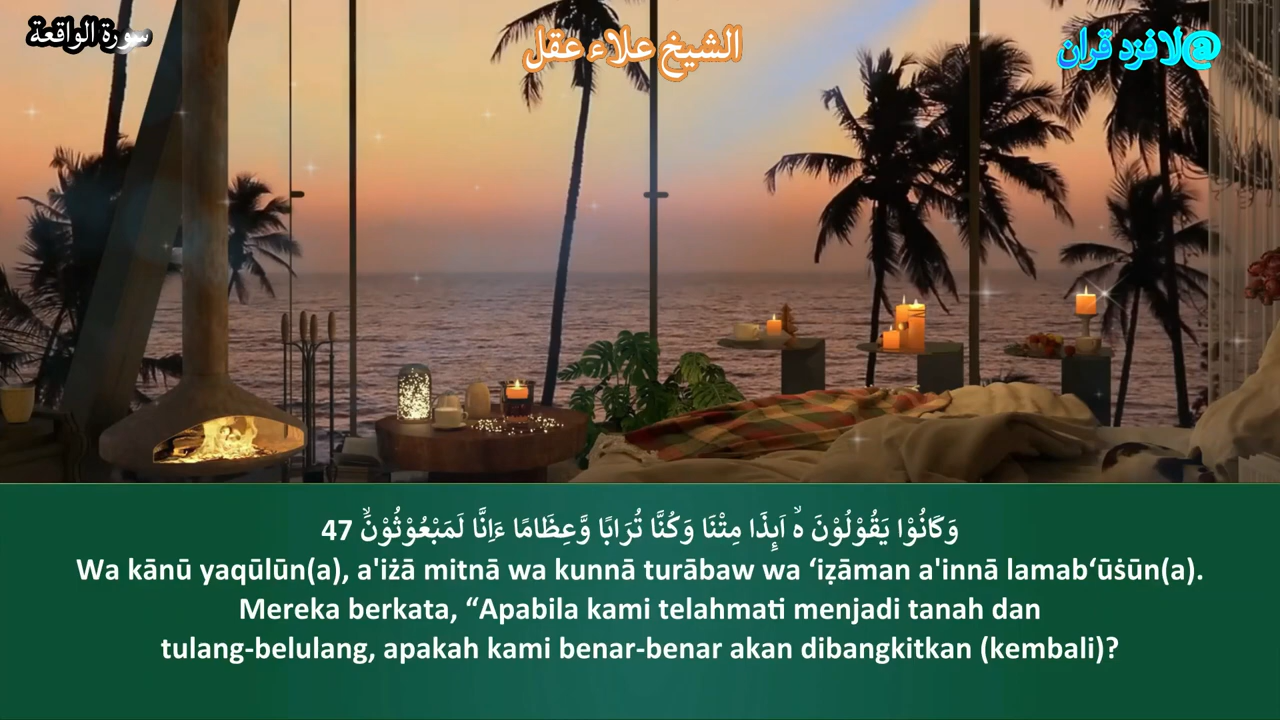 سورة الواقعة
الشيخ علاء عقل
@لافزد قران
وَكَانُوْا يَقُوْلُوْنَ ەۙ اَىِٕذَا مِتْنَا وَكُنَّا تُرَابًا وَّعِظَامًا ءَاِنَّا لَمَبْعُوْثُوْنَۙ 47
Wa kānū yaqūlūn(a), a'iżā mitnā wa kunnā turābaw wa ‘iẓāman a'innā lamab‘ūṡūn(a).
Mereka berkata, “Apabila kami telahmati menjadi tanah dan
tulang-belulang, apakah kami benar-benar akan dibangkitkan (kembali)?